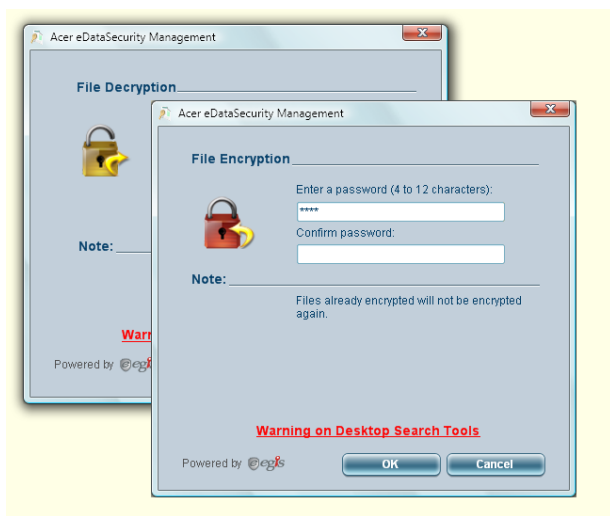 Acer eDataSecurity Management
File Decryption
Note:
Powered by egis
Acer eDataSecurity Management
File Encryption
Enter a password (4 to 12 characters):
****
Confirm password:
Note:
Files already encrypted will not be encrypted
again.
Warning on Desktop Search Tools
Powered by egis
OK
Cancel